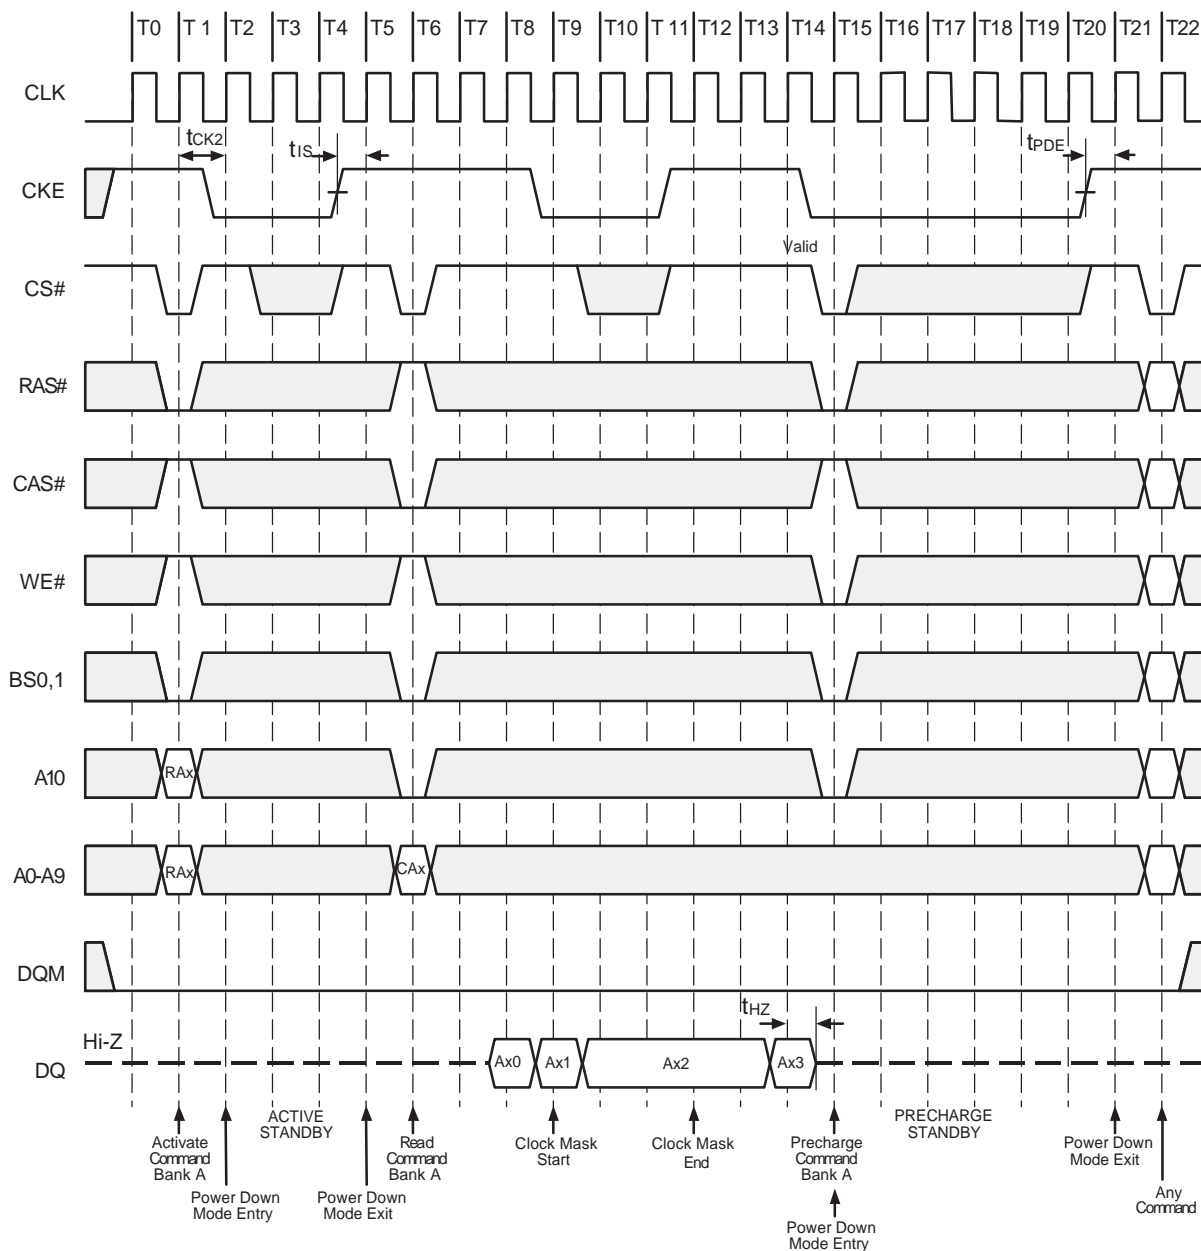 T0 T 1 T2 T3 T4 T5 T6 T7 T8 T9 T10 T 11 T12 T13 T14 T15 T16 T17 T18 T19 T20 T21 T22
CLK
tCK2
tIS
tPDE
CKE
Valid
CS#
RAS#
CAS#
WE#
BS0,1
A10
RAx
A0-A9
RAx
CAx
DQM
tHZ
Hi-Z
DQ
Ax0
Ax1
Ax2
Ax3
Activate
Command
Bank A
Power Down
Mode Entry
ACTIVE
STANDBY
Power Down
Mode Exit
Read
Command
Bank A
Clock Mask
Start
Clock Mask
End
Precharge
Command
Bank A
Power Down
Mode Entry
PRECHARGE
STANDBY
Power Down
Mode Exit
Any
Command